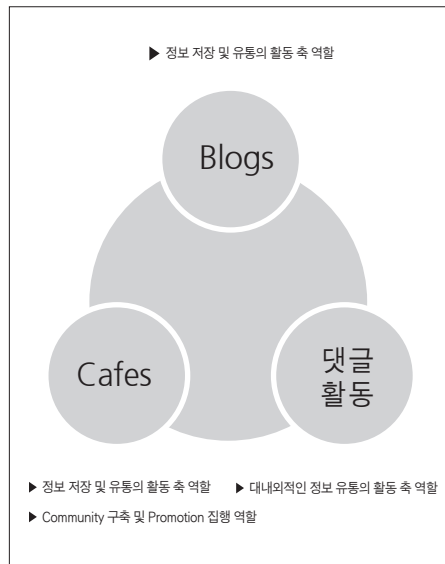 ▶ 정보 저장 및 유통의 활동 축 역할
Blogs
Cafes
댓글
활동
▶ 정보 저장 및 유통의 활동 축 역할 ▶ 대내외적인 정보 유통의 활동 축 역할
▶ Community 구축 및 Promotion 집행 역할